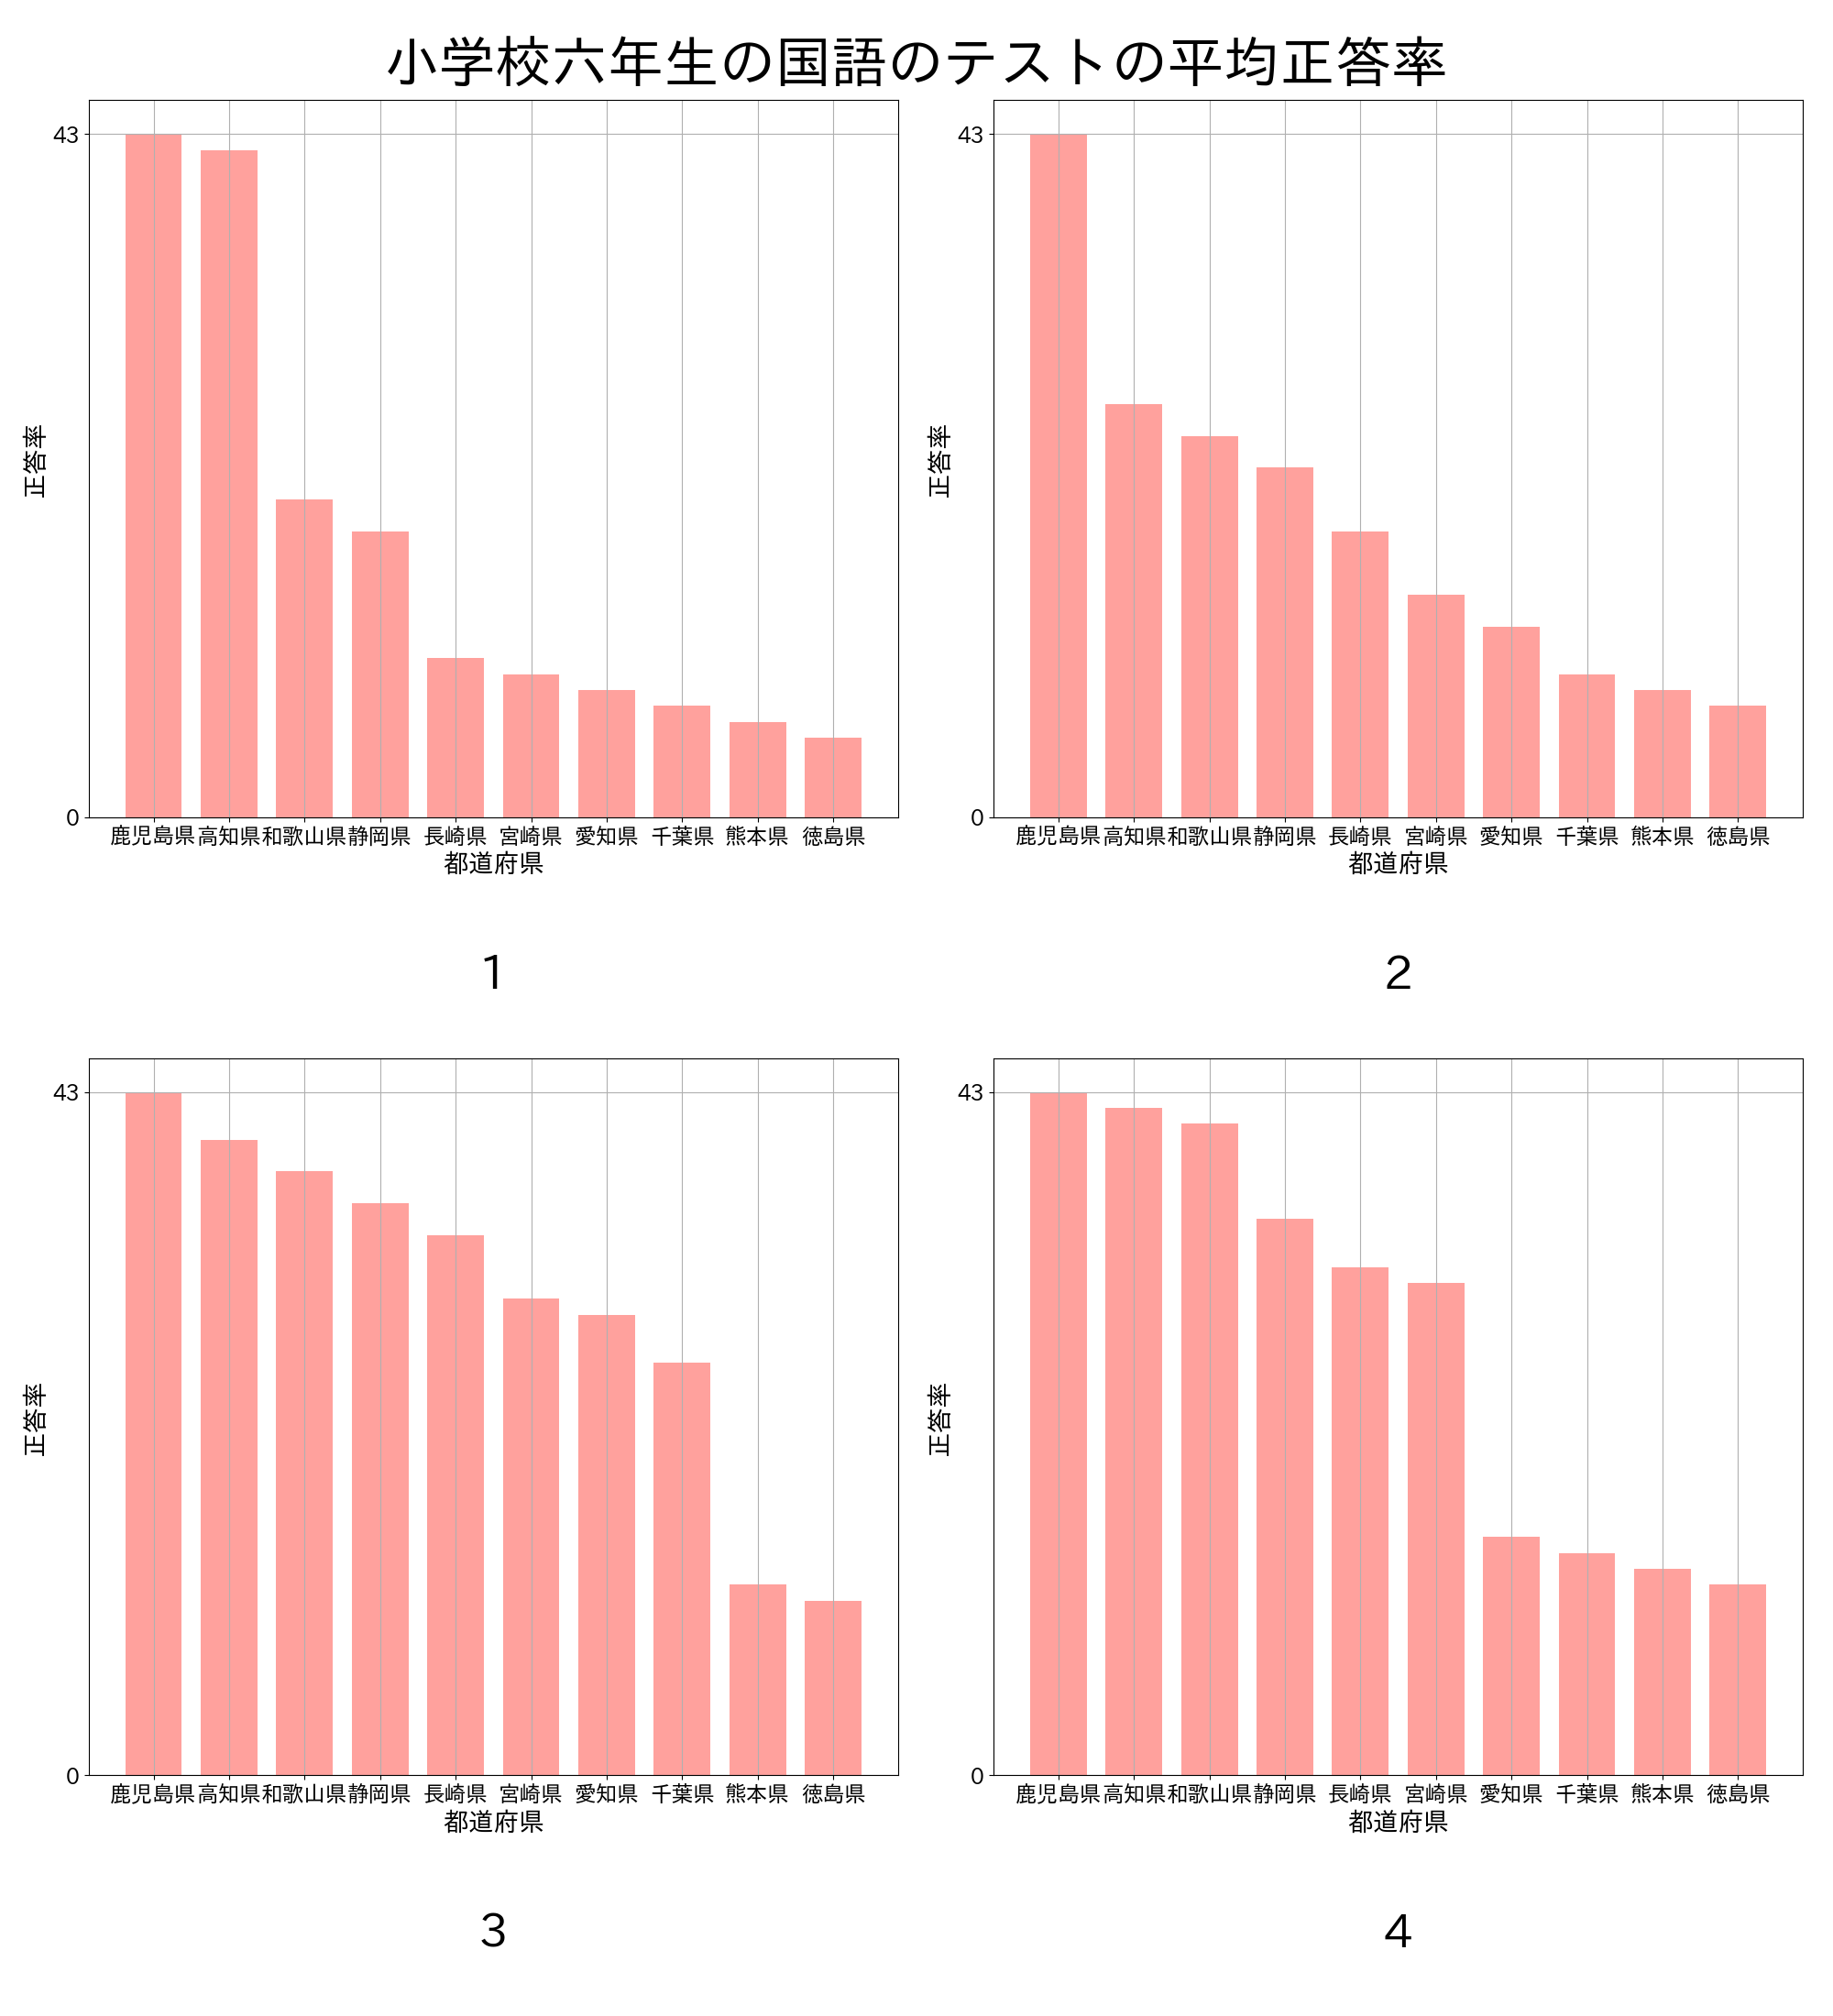 小学校六年生の国語のテストの平均正答率
43
0
正答率
鹿児島県 高知県 和歌山県 静岡県 長崎県 宮崎県 愛知県 千葉県 熊本県 徳島県
都道府県
1
43
0
正答率
鹿児島県 高知県 和歌山県 静岡県 長崎県 宮崎県 愛知県 千葉県 熊本県 徳島県
都道府県
2
43
0
正答率
鹿児島県 高知県 和歌山県 静岡県 長崎県 宮崎県 愛知県 千葉県 熊本県 徳島県
都道府県
3
43
0
正答率
鹿児島県 高知県 和歌山県 静岡県 長崎県 宮崎県 愛知県 千葉県 熊本県 徳島県
都道府県
4